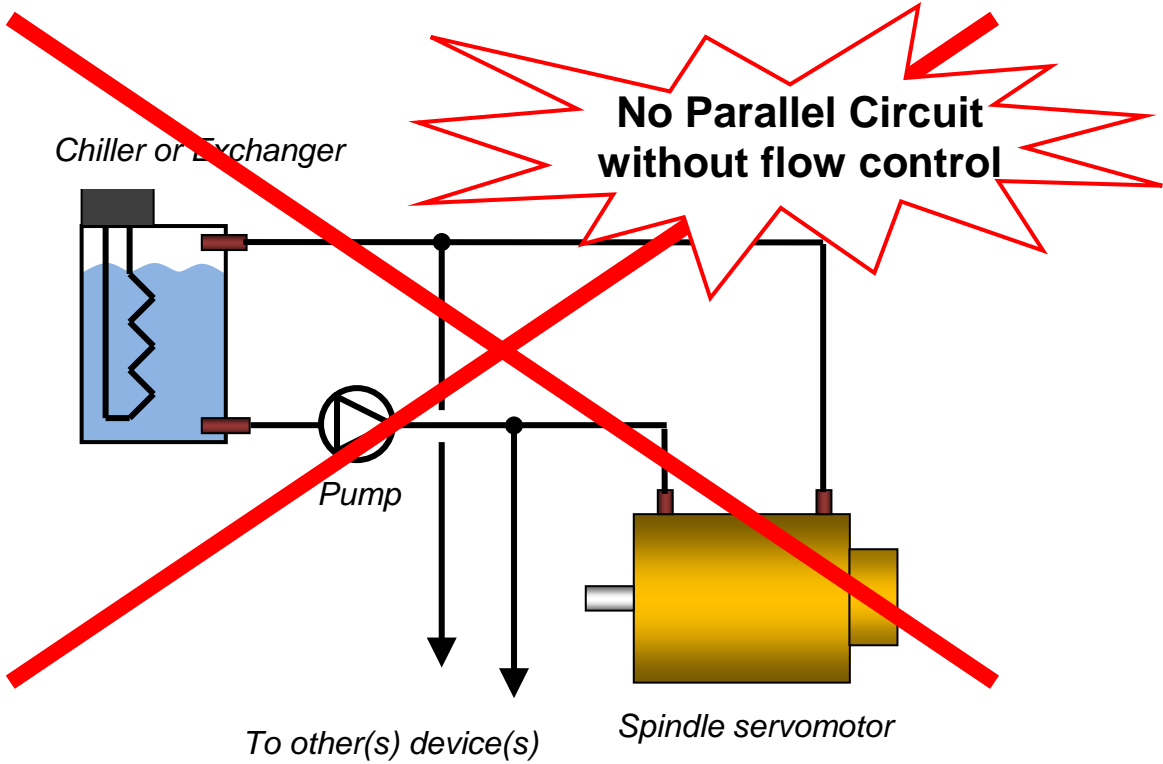 No Parallel Circuit
without flow control
Chiller or Exchanger
Pump
Spindle servomotor
To other(s) device(s)